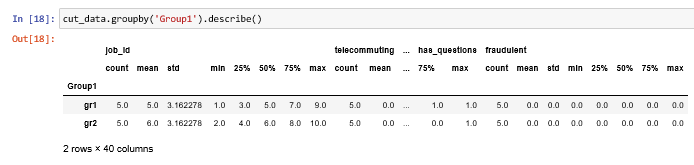 In [18]: cut_data.groupby('Group1').describe()
Out[18]:
job_id telecommuting ... has_questions fraudulent
count mean std min 25% 50% 75% max count mean ... 75% max count mean std min 25% 50% 75% max
Group1
gr1 5.0 5.0 3.162278 1.0 3.0 5.0 7.0 9.0 5.0 0.0 ... 1.0 1.0 5.0 0.0 0.0 0.0 0.0 0.0 0.0 0.0
gr2 5.0 6.0 3.162278 2.0 4.0 6.0 8.0 10.0 5.0 0.0 ... 0.0 1.0 5.0 0.0 0.0 0.0 0.0 0.0 0.0 0.0
2 rows × 40 columns